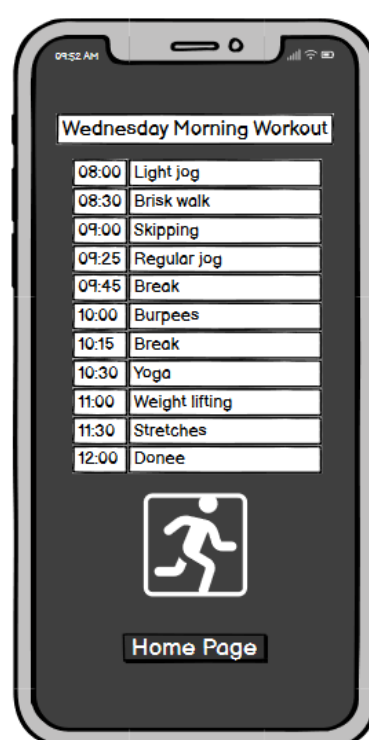 09:52 AM
Wednesday Morning Workout
08:00 Light jog
08:30 Brisk walk
09:00 Skipping
09:25 Regular jog
09:45 Break
10:00 Burpees
10:15 Break
10:30 Yoga
11:00 Weight lifting
11:30 Stretches
12:00 Donee
Home Page